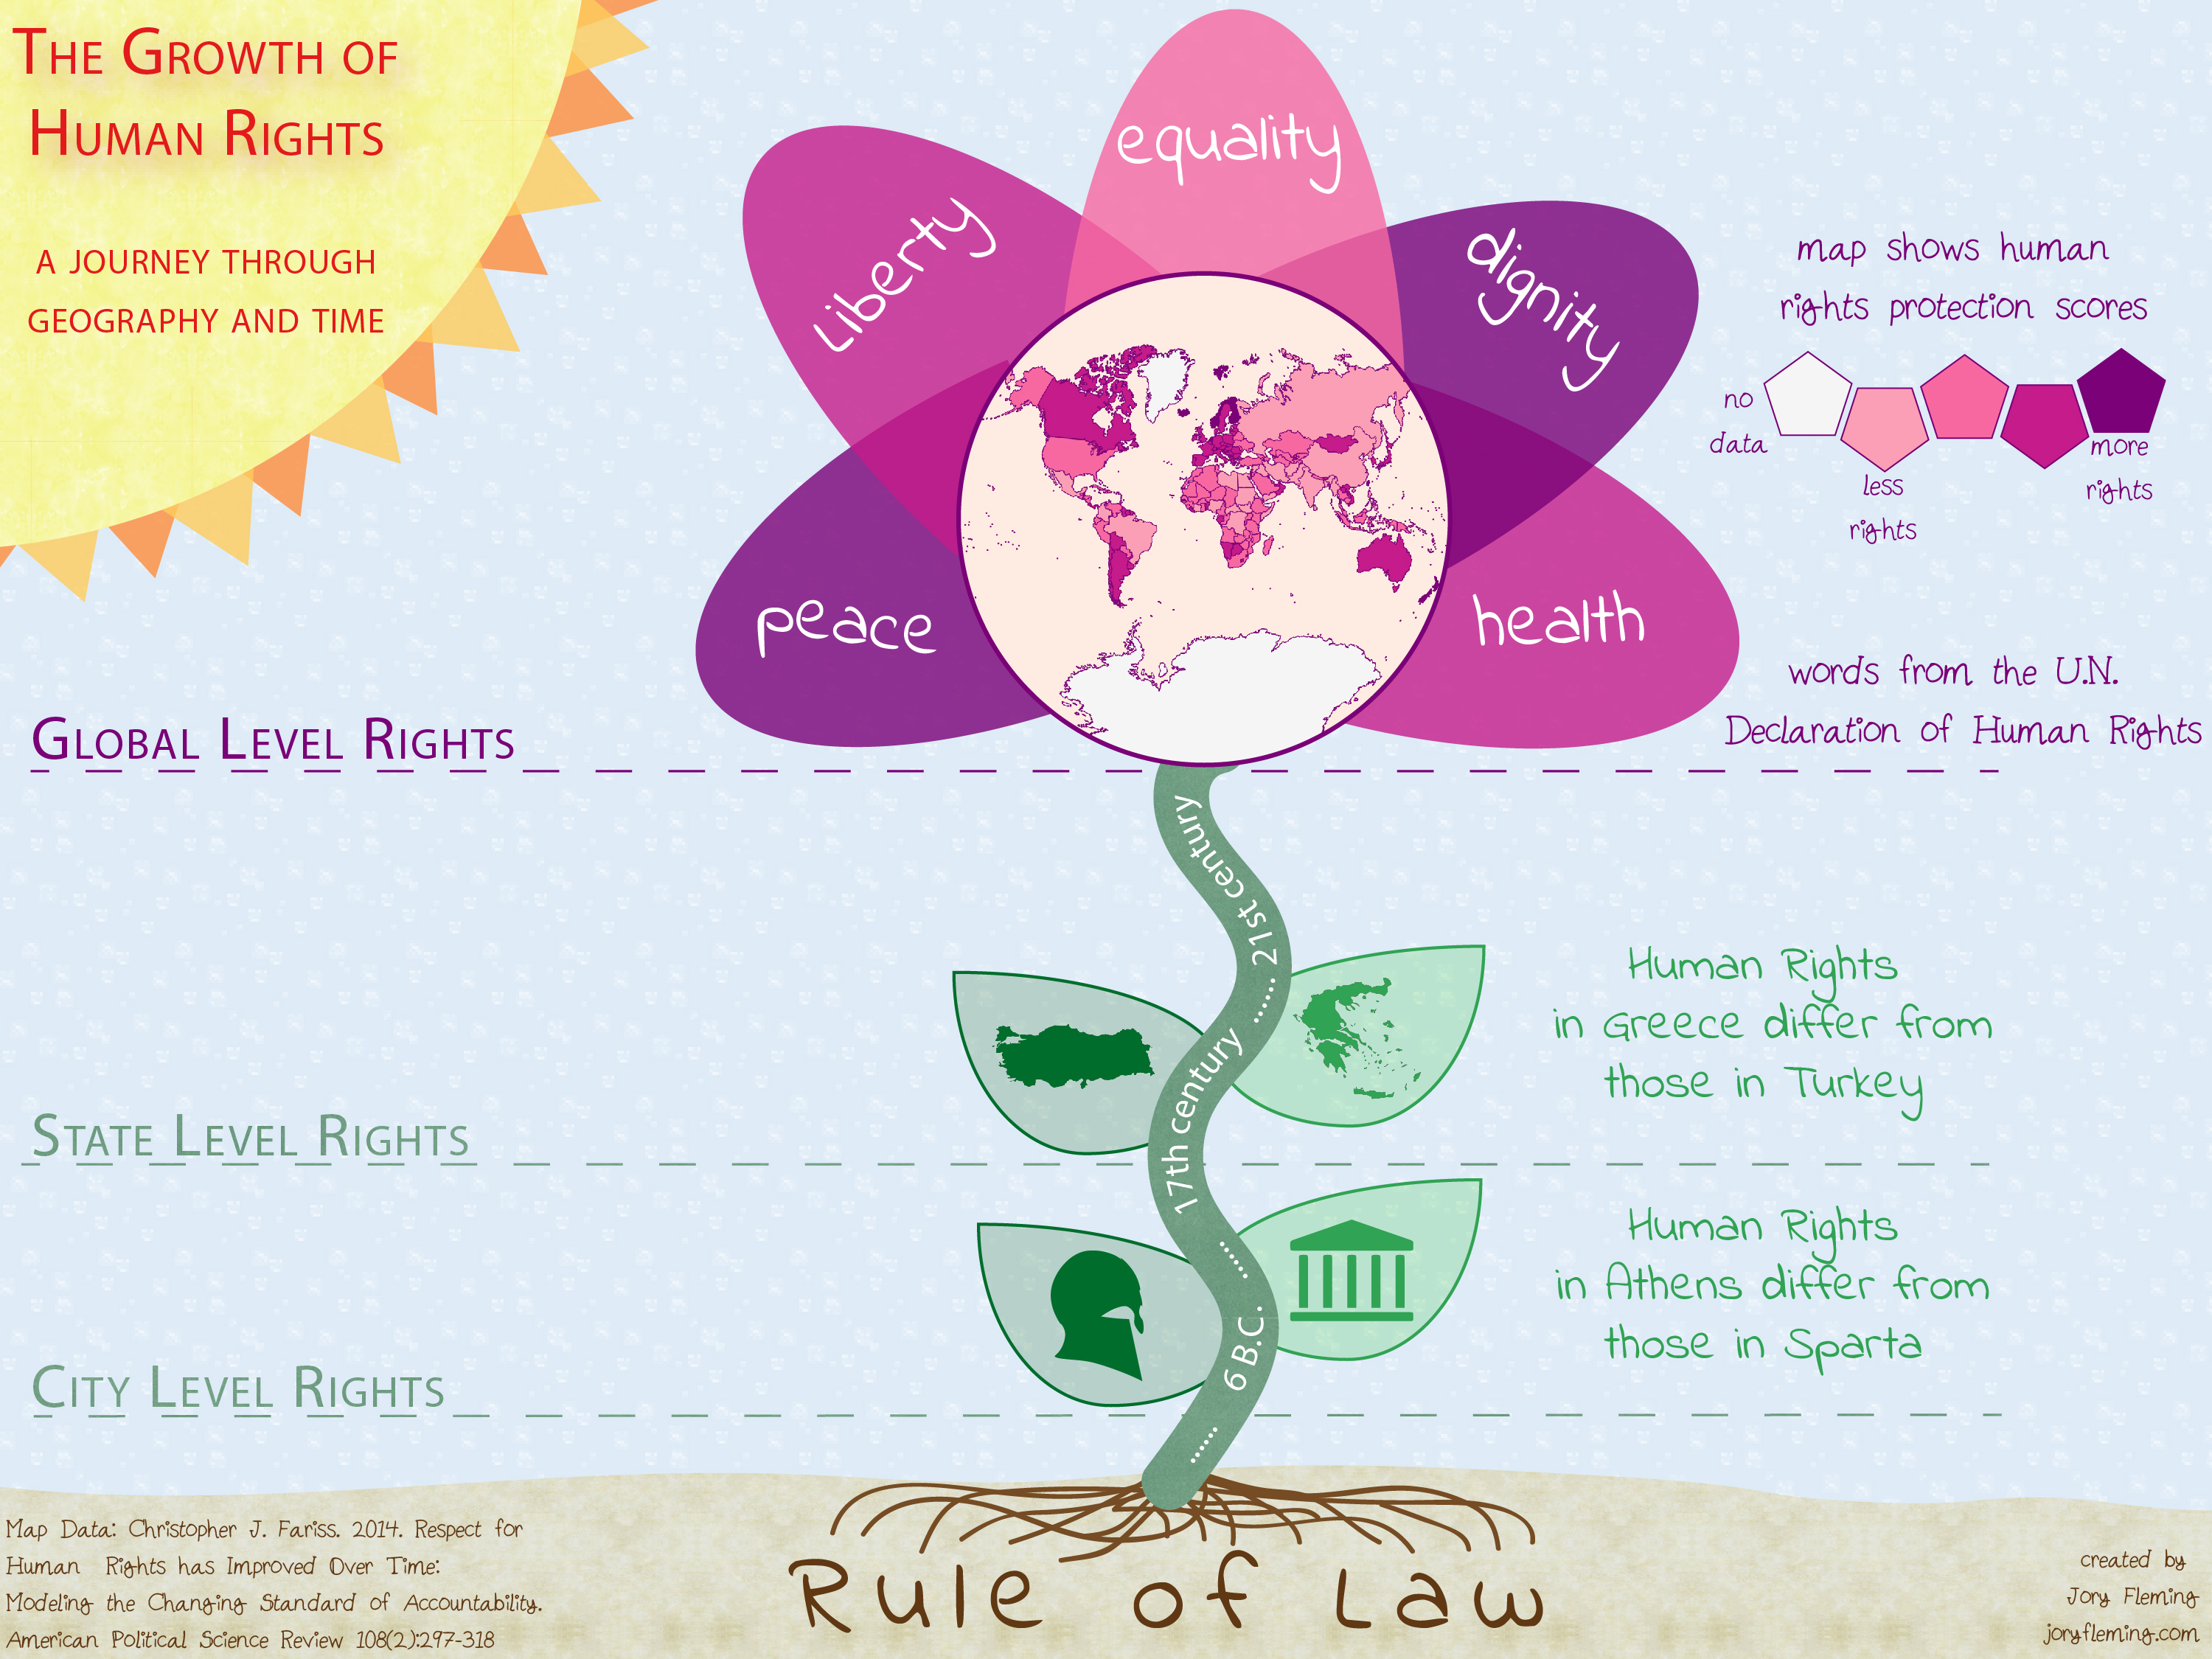 The Growth of
Human Rights
a journey through
geography and time
equality
Liberty
dignity
peace
health
map shows human
rights protection scores
no
data
less
rights
more
rights
words from the U.N.
Declaration of Human Rights
Global Level Rights
21st century
.......
17th century
.......
6 B.C.
.......
Human Rights
in Greece differ from
those in Turkey
State Level Rights
Human Rights
in Athens differ from
those in Sparta
City Level Rights
Rule of Law
Map Data: Christopher J. Fariss. 2014. Respect for
Human Rights has Improved Over Time:
Modeling the Changing Standard of Accountability.
American Political Science Review 108(2):297-318
created by
Jory Fleming
joryfleming.com